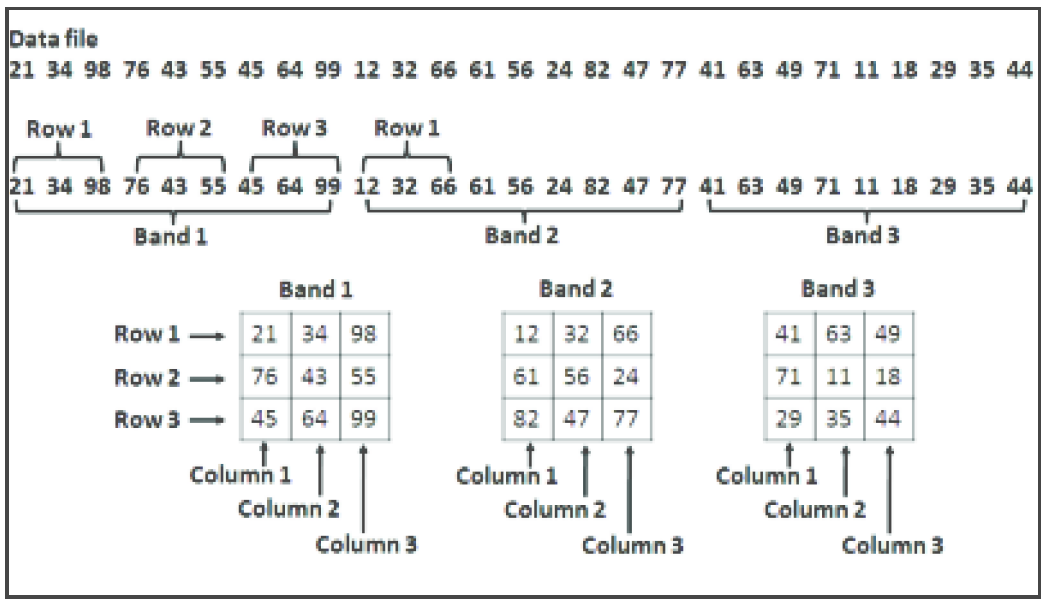 Data file
21 34 98 76 43 55 45 64 99 12 32 66 61 56 24 82 47 77 41 63 49 71 11 18 29 35 44
Row 1 Row 2 Row 3 Row 1
21 34 98 76 43 55 45 64 99 12 32 66 61 56 24 82 47 77 41 63 49 71 11 18 29 35 44
Band 1 Band 2 Band 3
Band 1 Band 2 Band 3
Row 1 21 34 98 12 32 66 41 63 49
Row 2 76 43 55 61 56 24 71 11 18
Row 3 45 64 99 82 47 77 29 35 44
Column 1 Column 1 Column 1
Column 2 Column 2 Column 2
Column 3 Column 3 Column 3